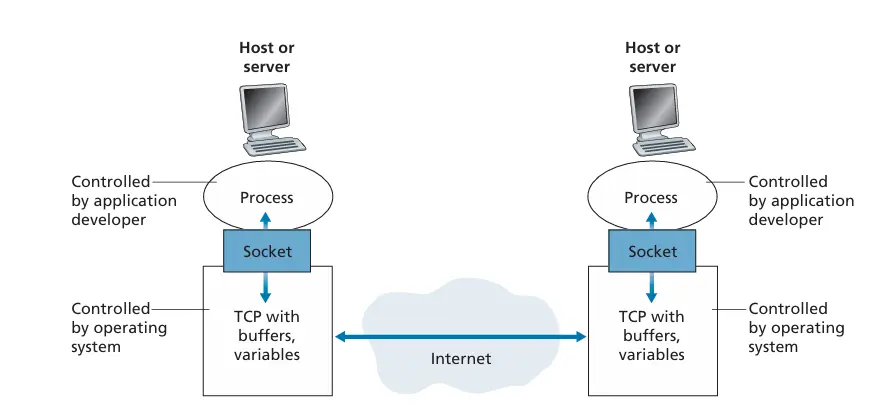 Host or
server
Host or
server
Controlled
by application
developer
Process
Process
Controlled
by application
developer
Socket
Socket
Controlled
by operating
system
TCP with
buffers,
variables
Internet
TCP with
buffers,
variables
Controlled
by operating
system